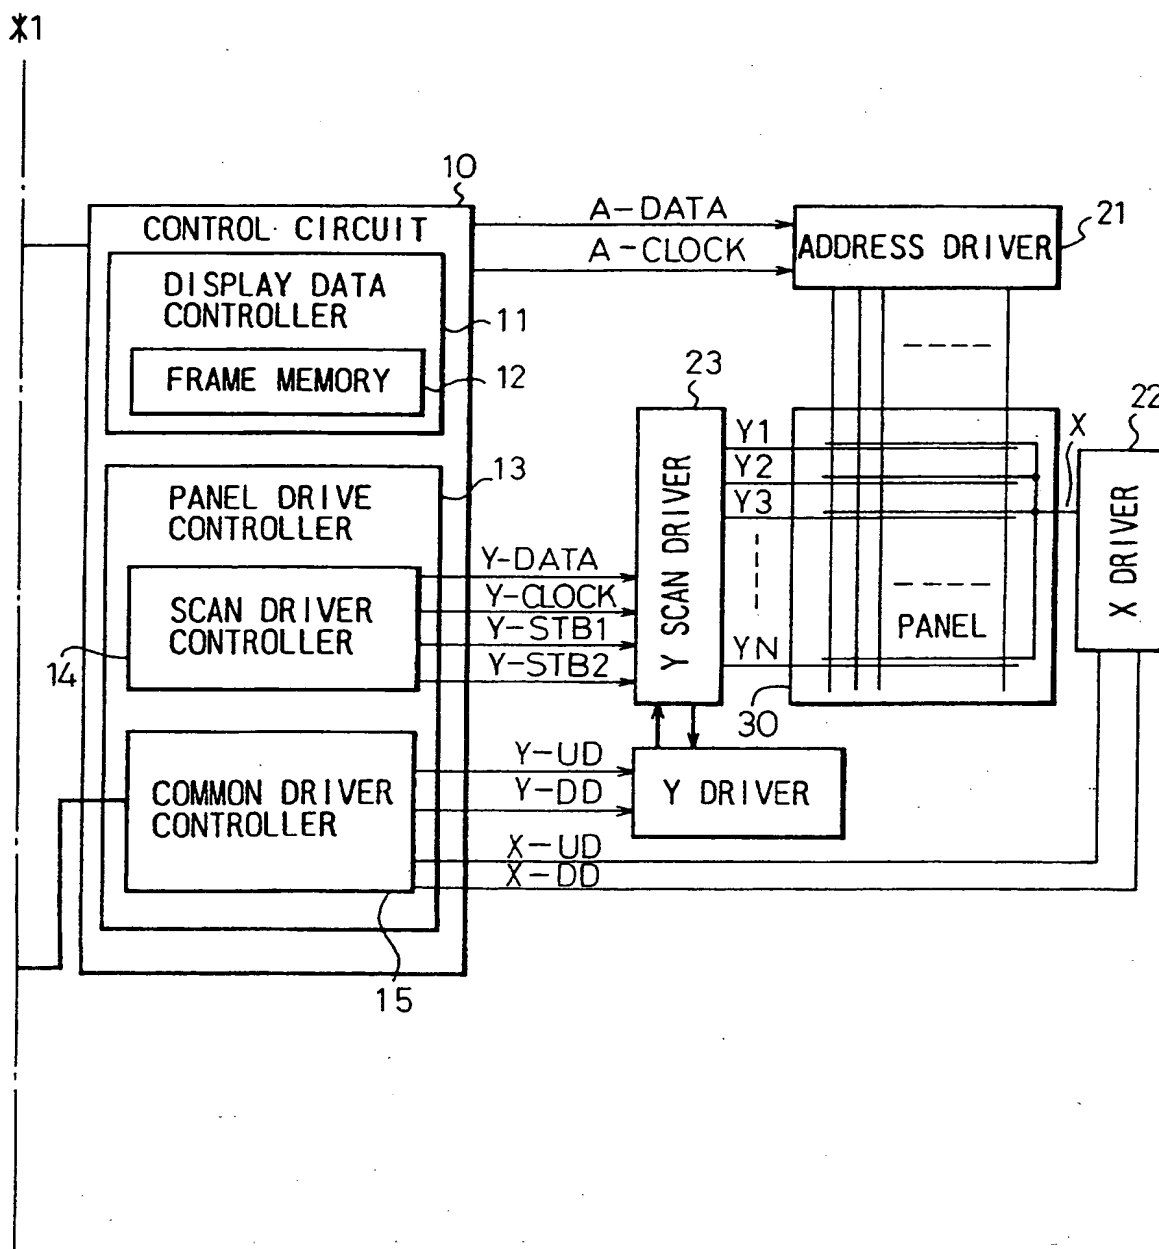 ※1
10
CONTROL CIRCUIT
A-DATA
A-CLOCK
ADDRESS DRIVER
21
DISPLAY DATA
CONTROLLER
11
FRAME MEMORY
12
23
22
Y1
Y2
Y3
YN
X
Y SCAN DRIVER
X DRIVER
PANEL
30
PANEL DRIVE
CONTROLLER
13
Y-DATA
Y-CLOCK
Y-STB1
Y-STB2
SCAN DRIVER
CONTROLLER
14
Y-UD
Y-DD
Y DRIVER
COMMON DRIVER
CONTROLLER
X-UD
X-DD
15